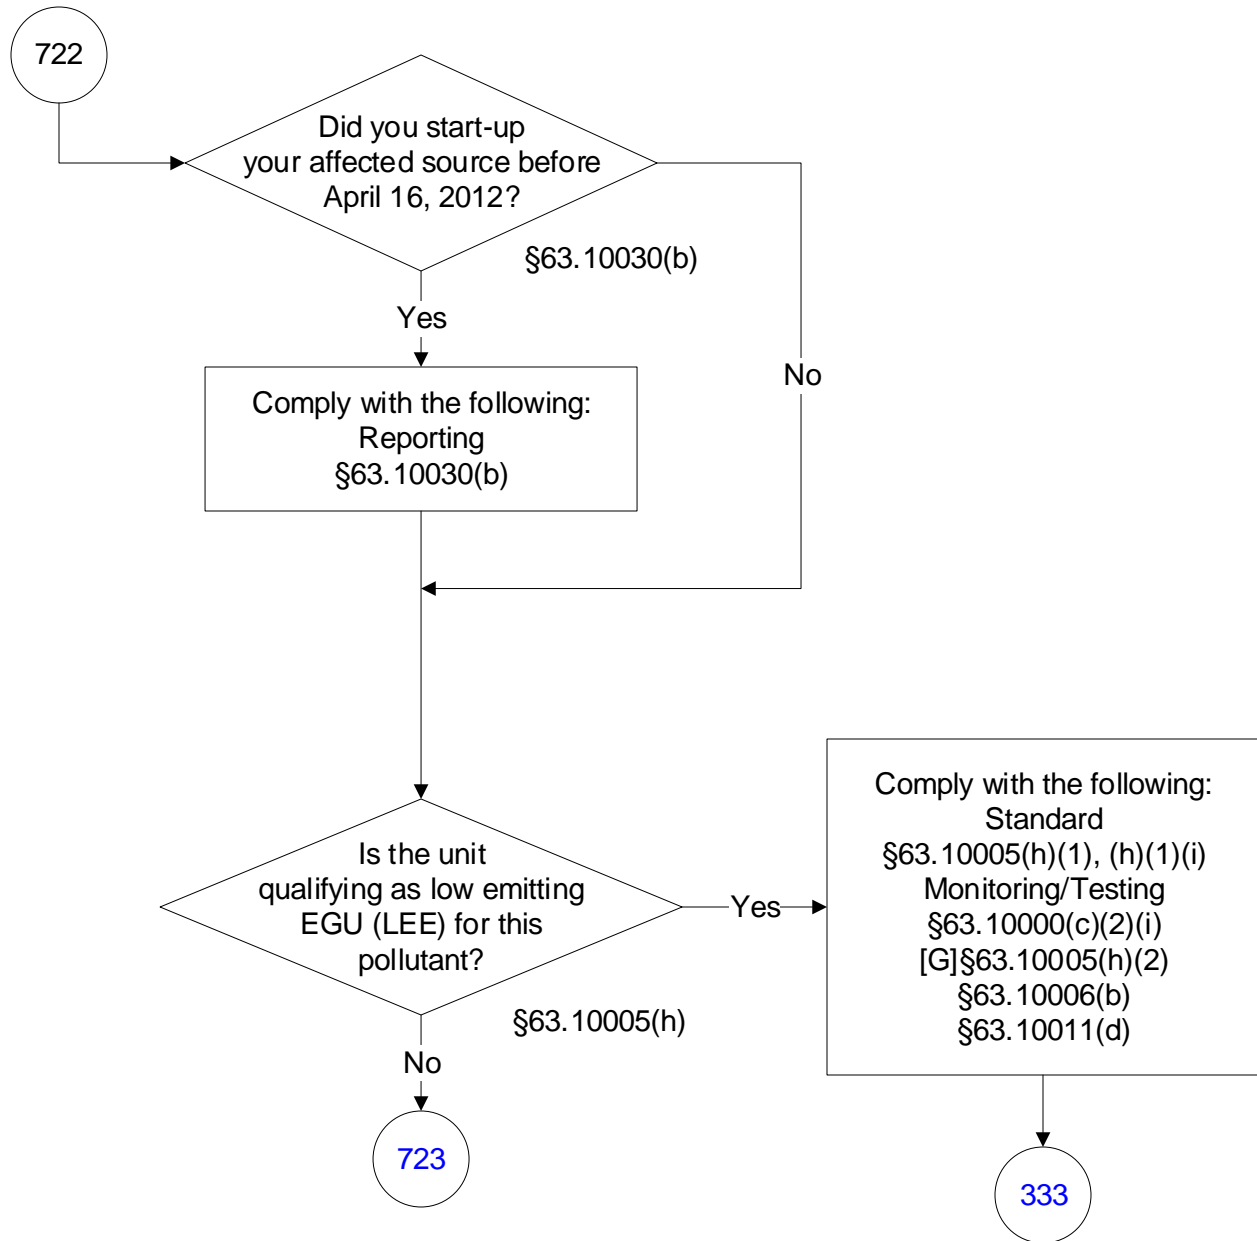 722
Did you start-up
your affected source before
April 16, 2012?
§63.10030(b)
Yes
No
Comply with the following:
Reporting
§63.10030(b)
Is the unit
qualifying as low emitting
EGU (LEE) for this
pollutant?
§63.10005(h)
Yes
No
Comply with the following:
Standard
§63.10005(h)(1), (h)(1)(i)
Monitoring/Testing
§63.10000(c)(2)(i)
[G]§63.10005(h)(2)
§63.10006(b)
§63.10011(d)
723
333